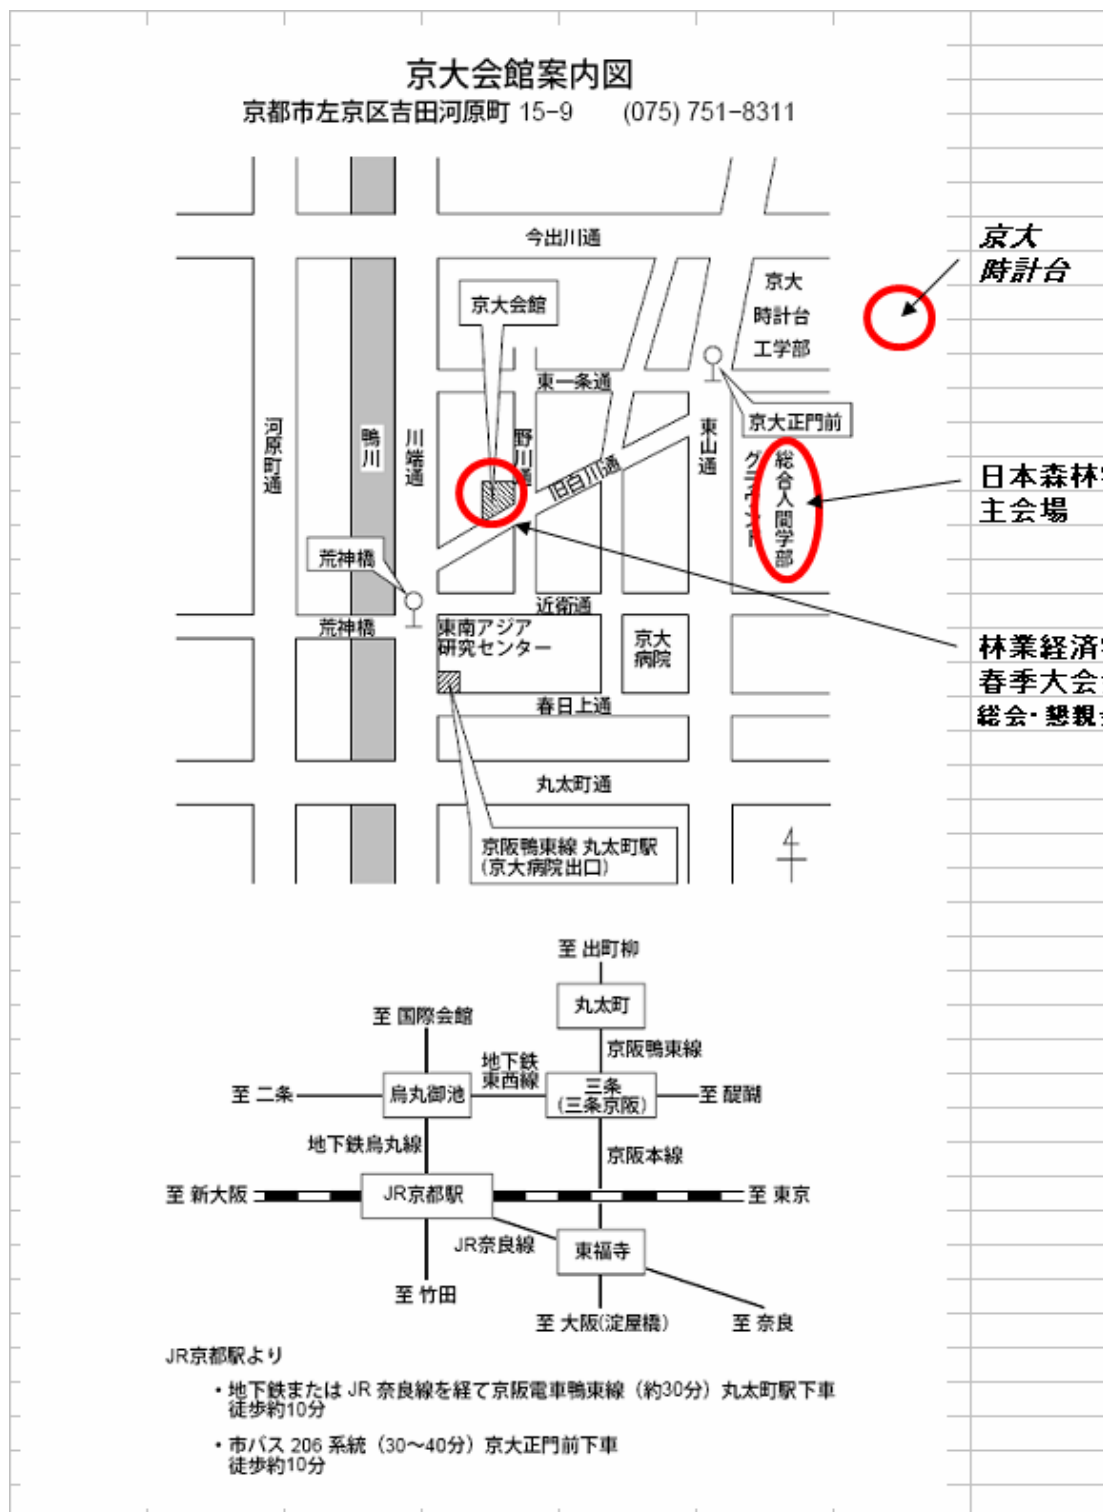 京大会館案内図
京都市左京区吉田河原町 15-9 (075) 751-8311
今出川通
京大
時計台
京大
時計台
工学部
京大会館
東一条通
京大正門前
河原町通
鴨川
川端通
野川通
旧白川通
東山通
グラウンド
総合人間学部
日本森林学
主会場
荒神橋
荒神橋
近衛通
東南アジア
研究センター
京大
病院
林業経済
春季大会
総会・懇親
春日上通
丸太町通
京阪鴨東線 丸太町駅
(京大病院出口)
至 出町柳
丸太町
至 国際会館
京阪鴨東線
地下鉄
東西線
至 二条
烏丸御池
三条
(三条京阪)
至 醍醐
地下鉄烏丸線
京阪本線
至 新大阪
JR京都駅
至 東京
JR奈良線
東福寺
至 竹田
至 大阪(淀屋橋)
至 奈良
JR京都駅より
・地下鉄または JR 奈良線を経て京阪電車鴨東線（約30分）丸太町駅下車
徒歩約10分
・市バス 206 系統（30～40分）京大正門前下車
徒歩約10分